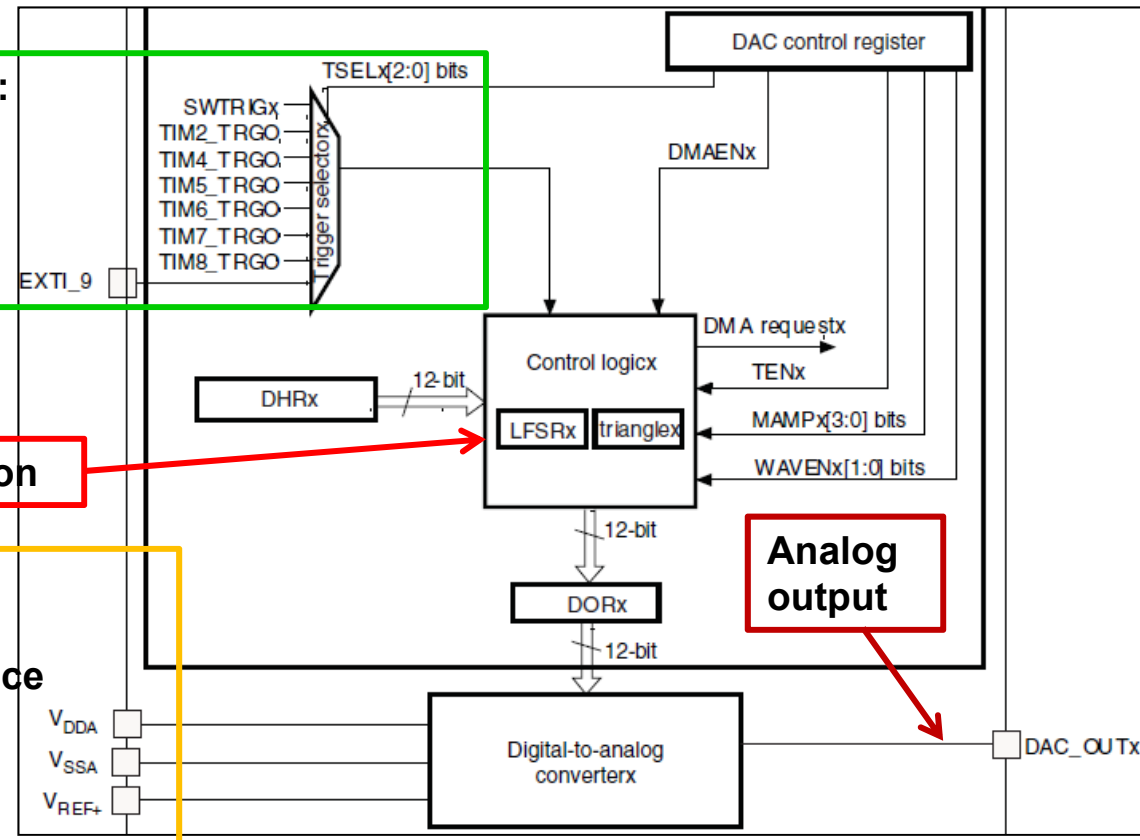 DAC control register
:
TSELx[2:0] bits
SWTRIGx
TIM2_TRGO
TIM4_TRGO
TIM5_TRGO
TIM6_TRGO
TIM7_TRGO
TIM8_TRGO
EXTI_9
Trigger selectorx
DMAENx
DMA requestx
Control logicx
TENx
12-bit
DHRx
LFSRx
trianglex
MAMPx[3:0] bits
on
WAVENx[1:0] bits
12-bit
Analog
output
DORx
12-bit
ce
VDDA
VSSA
VREF+
Digital-to-analog
converterx
DAC_OUTx